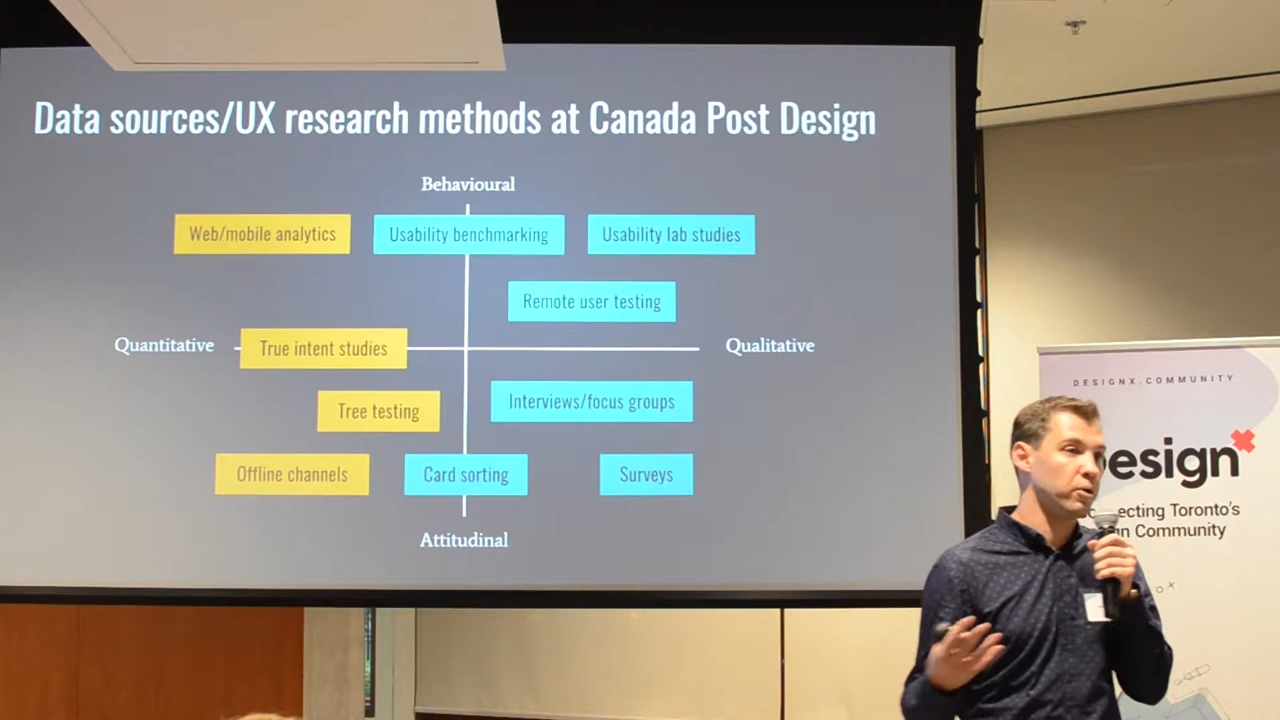 Data sources/UX research methods at Canada Post Design
Behavioural
Web/mobile analytics
Usability benchmarking
Usability lab studies
Remote user testing
Quantitative
True intent studies
Qualitative
Interviews/focus groups
Tree testing
Offline channels
Card sorting
Surveys
Attitudinal
DESIGNX.COMMUNITY
esign
ecting Toronto's
n Community